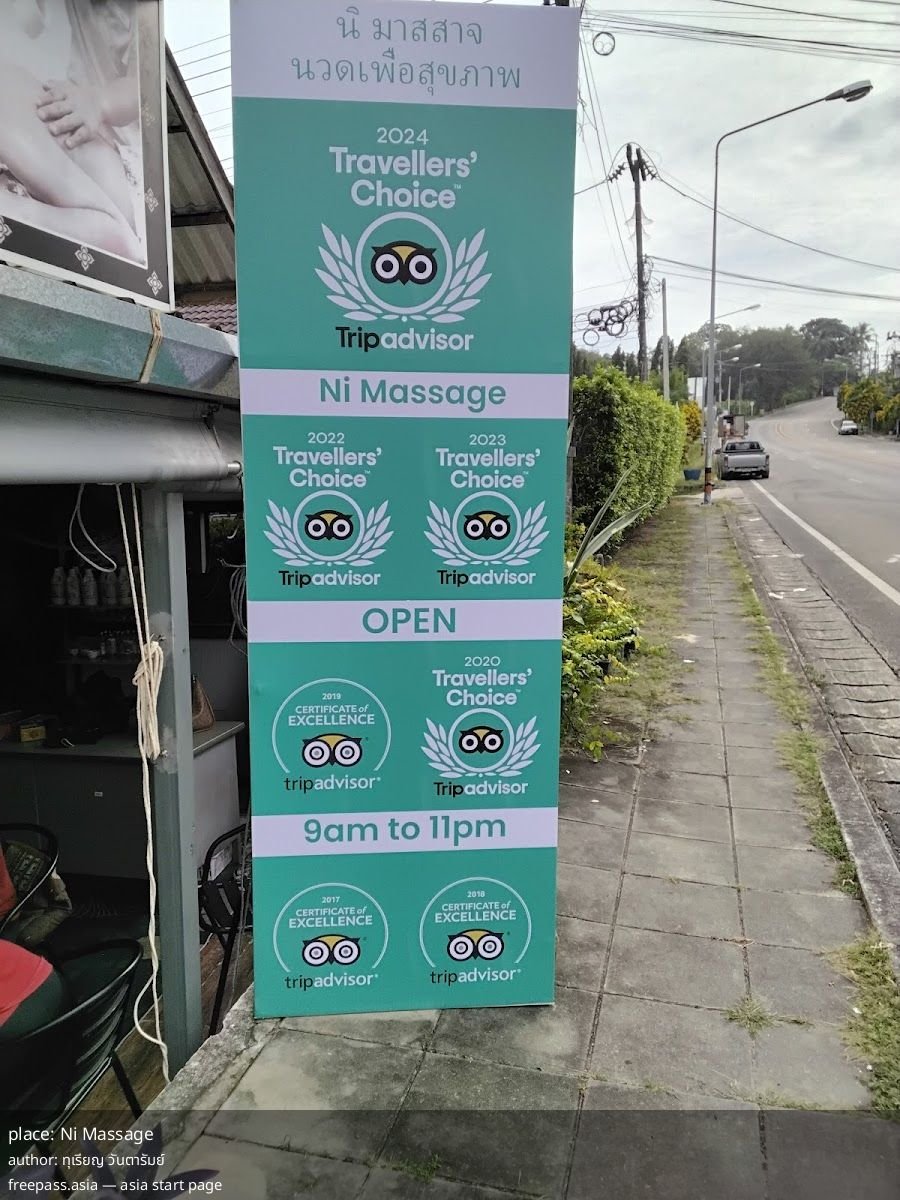 นิ มาสสาจ
นวดเพื่อสุขภาพ
2024
Travellers'
Choice™
Tripadvisor
Ni Massage
2022
Travellers'
Choice
Tripadvisor
2023
Travellers'
Choice
Tripadvisor
OPEN
2019
CERTIFICATE of
EXCELLENCE
tripadvisor®
2020
Travellers'
Choice
Tripadvisor
9am to 11pm
2017
CERTIFICATE of
EXCELLENCE
tripadvisor®
2018
CERTIFICATE of
EXCELLENCE
tripadvisor®
place: Ni Massage
author: ทุเรียญ วันตารัมย์
freepass.asia — asia start page